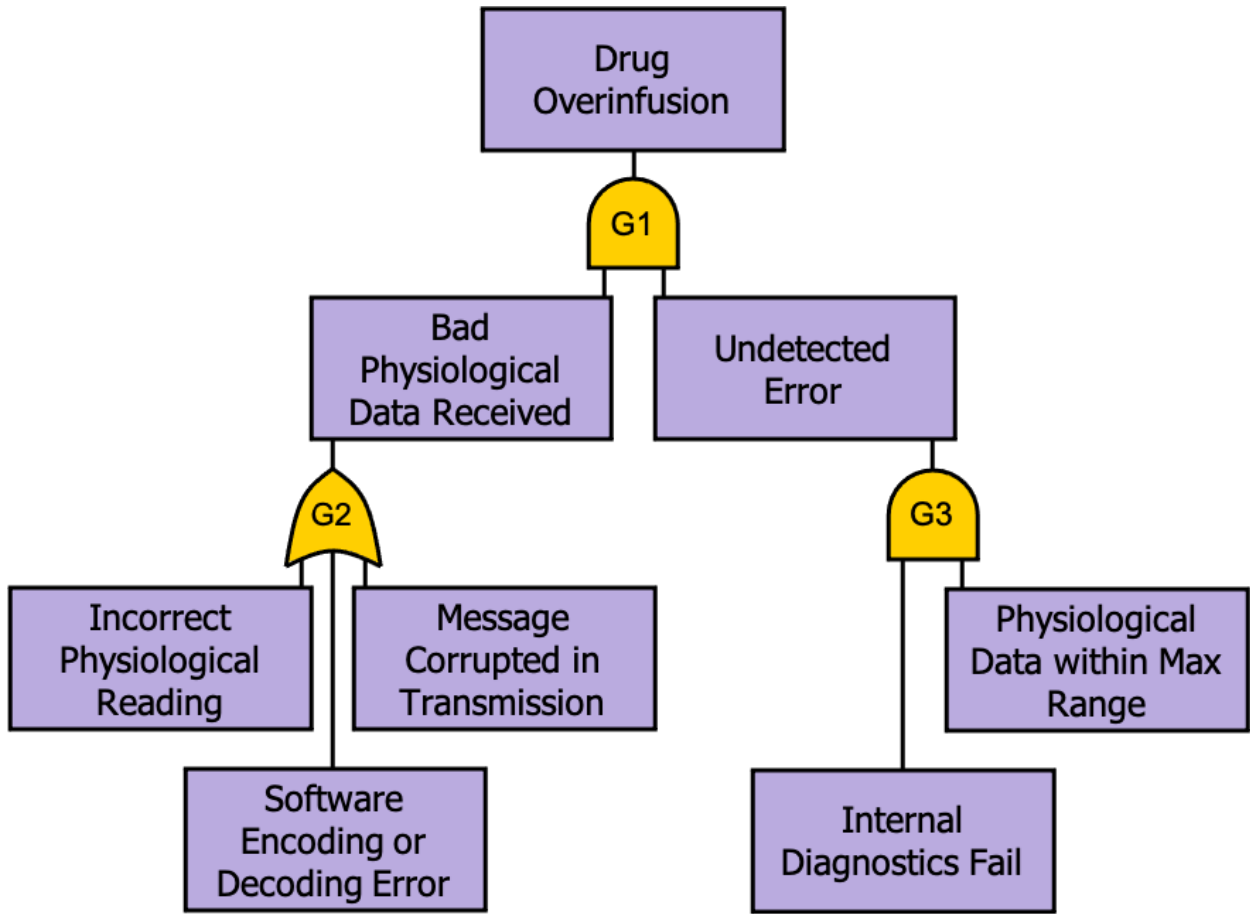 Drug
Overinfusion
G1
Bad
Physiological
Data Received
Undetected
Error
G2
G3
Incorrect
Physiological
Reading
Message
Corrupted in
Transmission
Physiological
Data within Max
Range
Software
Encoding or
Decoding Error
Internal
Diagnostics Fail